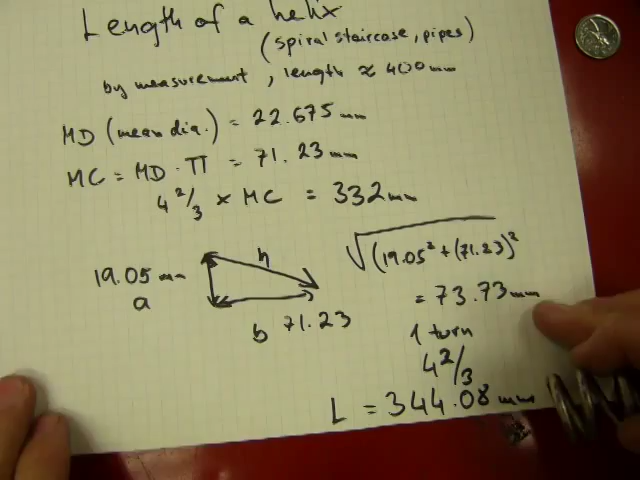 Length of a helix
(spiral staircase, pipes)
by measurement, length ≈ 400mm
MD (mean dia.) = 22.675mm
MC = MD · π = 71.23mm
4 2/3 × MC = 332mm
√(19.05² + (71.23)²
19.05mm
a
h
b 71.23
= 73.73mm
1 turn
4 2/3
L = 344.08mm